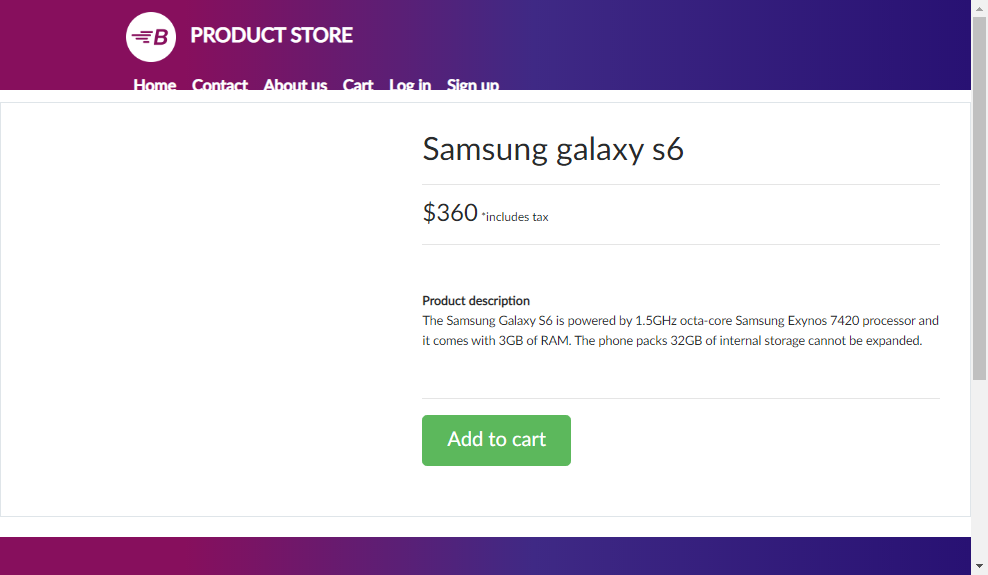 B PRODUCT STORE
Home Contact About us Cart Log in Sign up
Samsung galaxy s6
$360 *includes tax
Product description
The Samsung Galaxy S6 is powered by 1.5GHz octa-core Samsung Exynos 7420 processor and
it comes with 3GB of RAM. The phone packs 32GB of internal storage cannot be expanded.
Add to cart